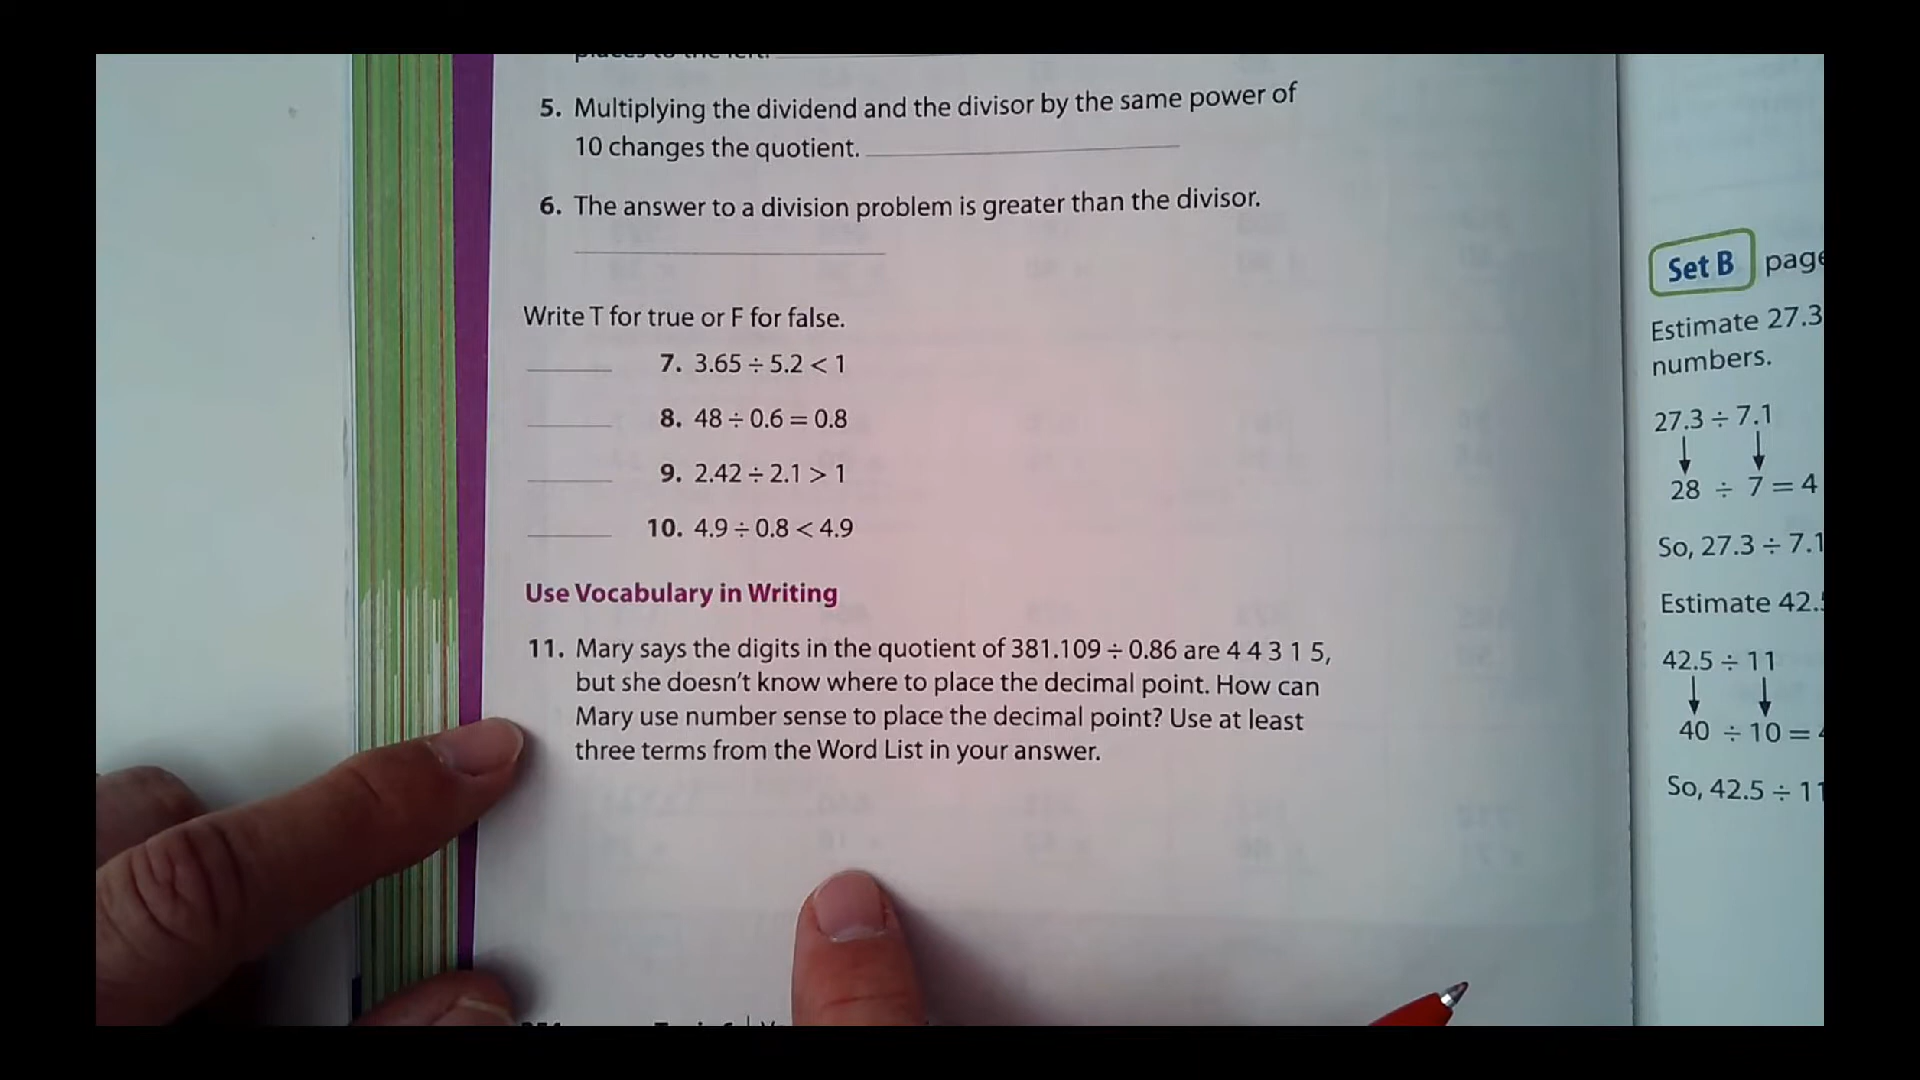 places to the left.
5. Multiplying the dividend and the divisor by the same power of
10 changes the quotient.
6. The answer to a division problem is greater than the divisor.
Write T for true or F for false.
7. 3.65 ÷ 5.2 < 1
8. 48 ÷ 0.6 = 0.8
9. 2.42 ÷ 2.1 > 1
10. 4.9 ÷ 0.8 < 4.9
Use Vocabulary in Writing
11. Mary says the digits in the quotient of 381.109 ÷ 0.86 are 4 4 3 1 5,
but she doesn't know where to place the decimal point. How can
Mary use number sense to place the decimal point? Use at least
three terms from the Word List in your answer.
Set B page
Estimate 27.3
numbers.
27.3 ÷ 7.1
28 ÷ 7 = 4
So, 27.3 ÷ 7.1
Estimate 42.
42.5 ÷ 11
40 ÷ 10 =
So, 42.5 ÷ 11